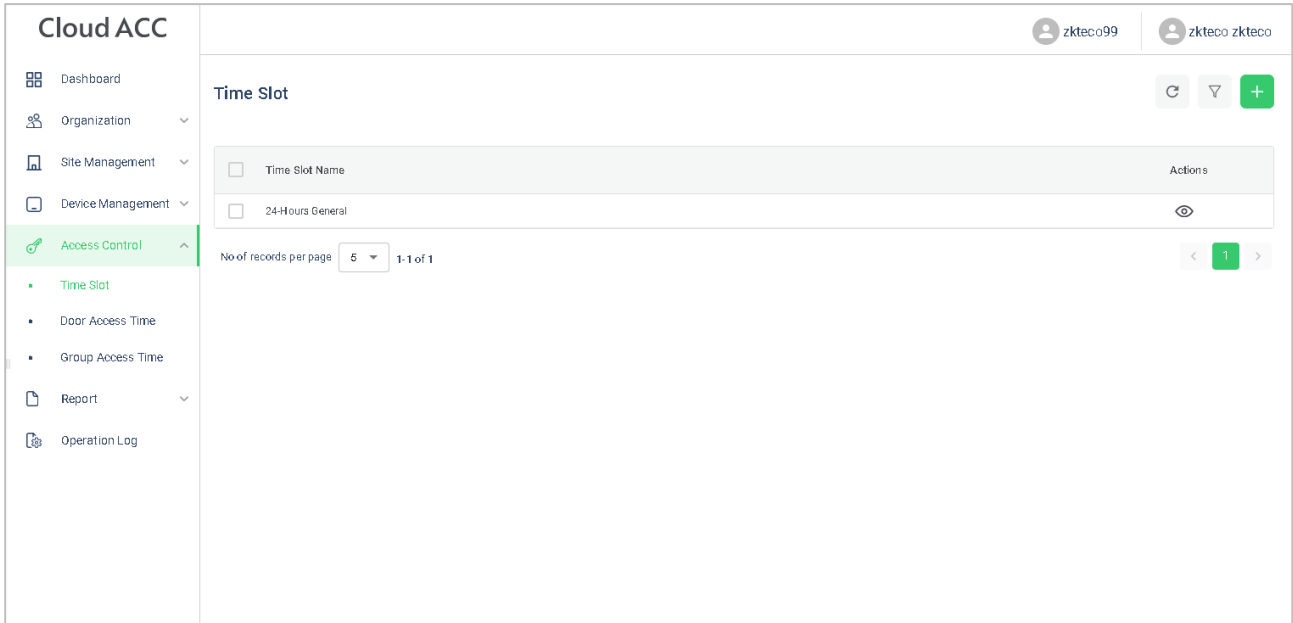 Cloud ACC
zkteco99
zkteco zkteco
Dashboard
Organization
Site Management
Device Management
Access Control
Time Slot
Door Access Time
Group Access Time
Report
Operation Log
Time Slot
Time Slot Name
Actions
24-Hours General
No of records per page
5
1-1 of 1
1